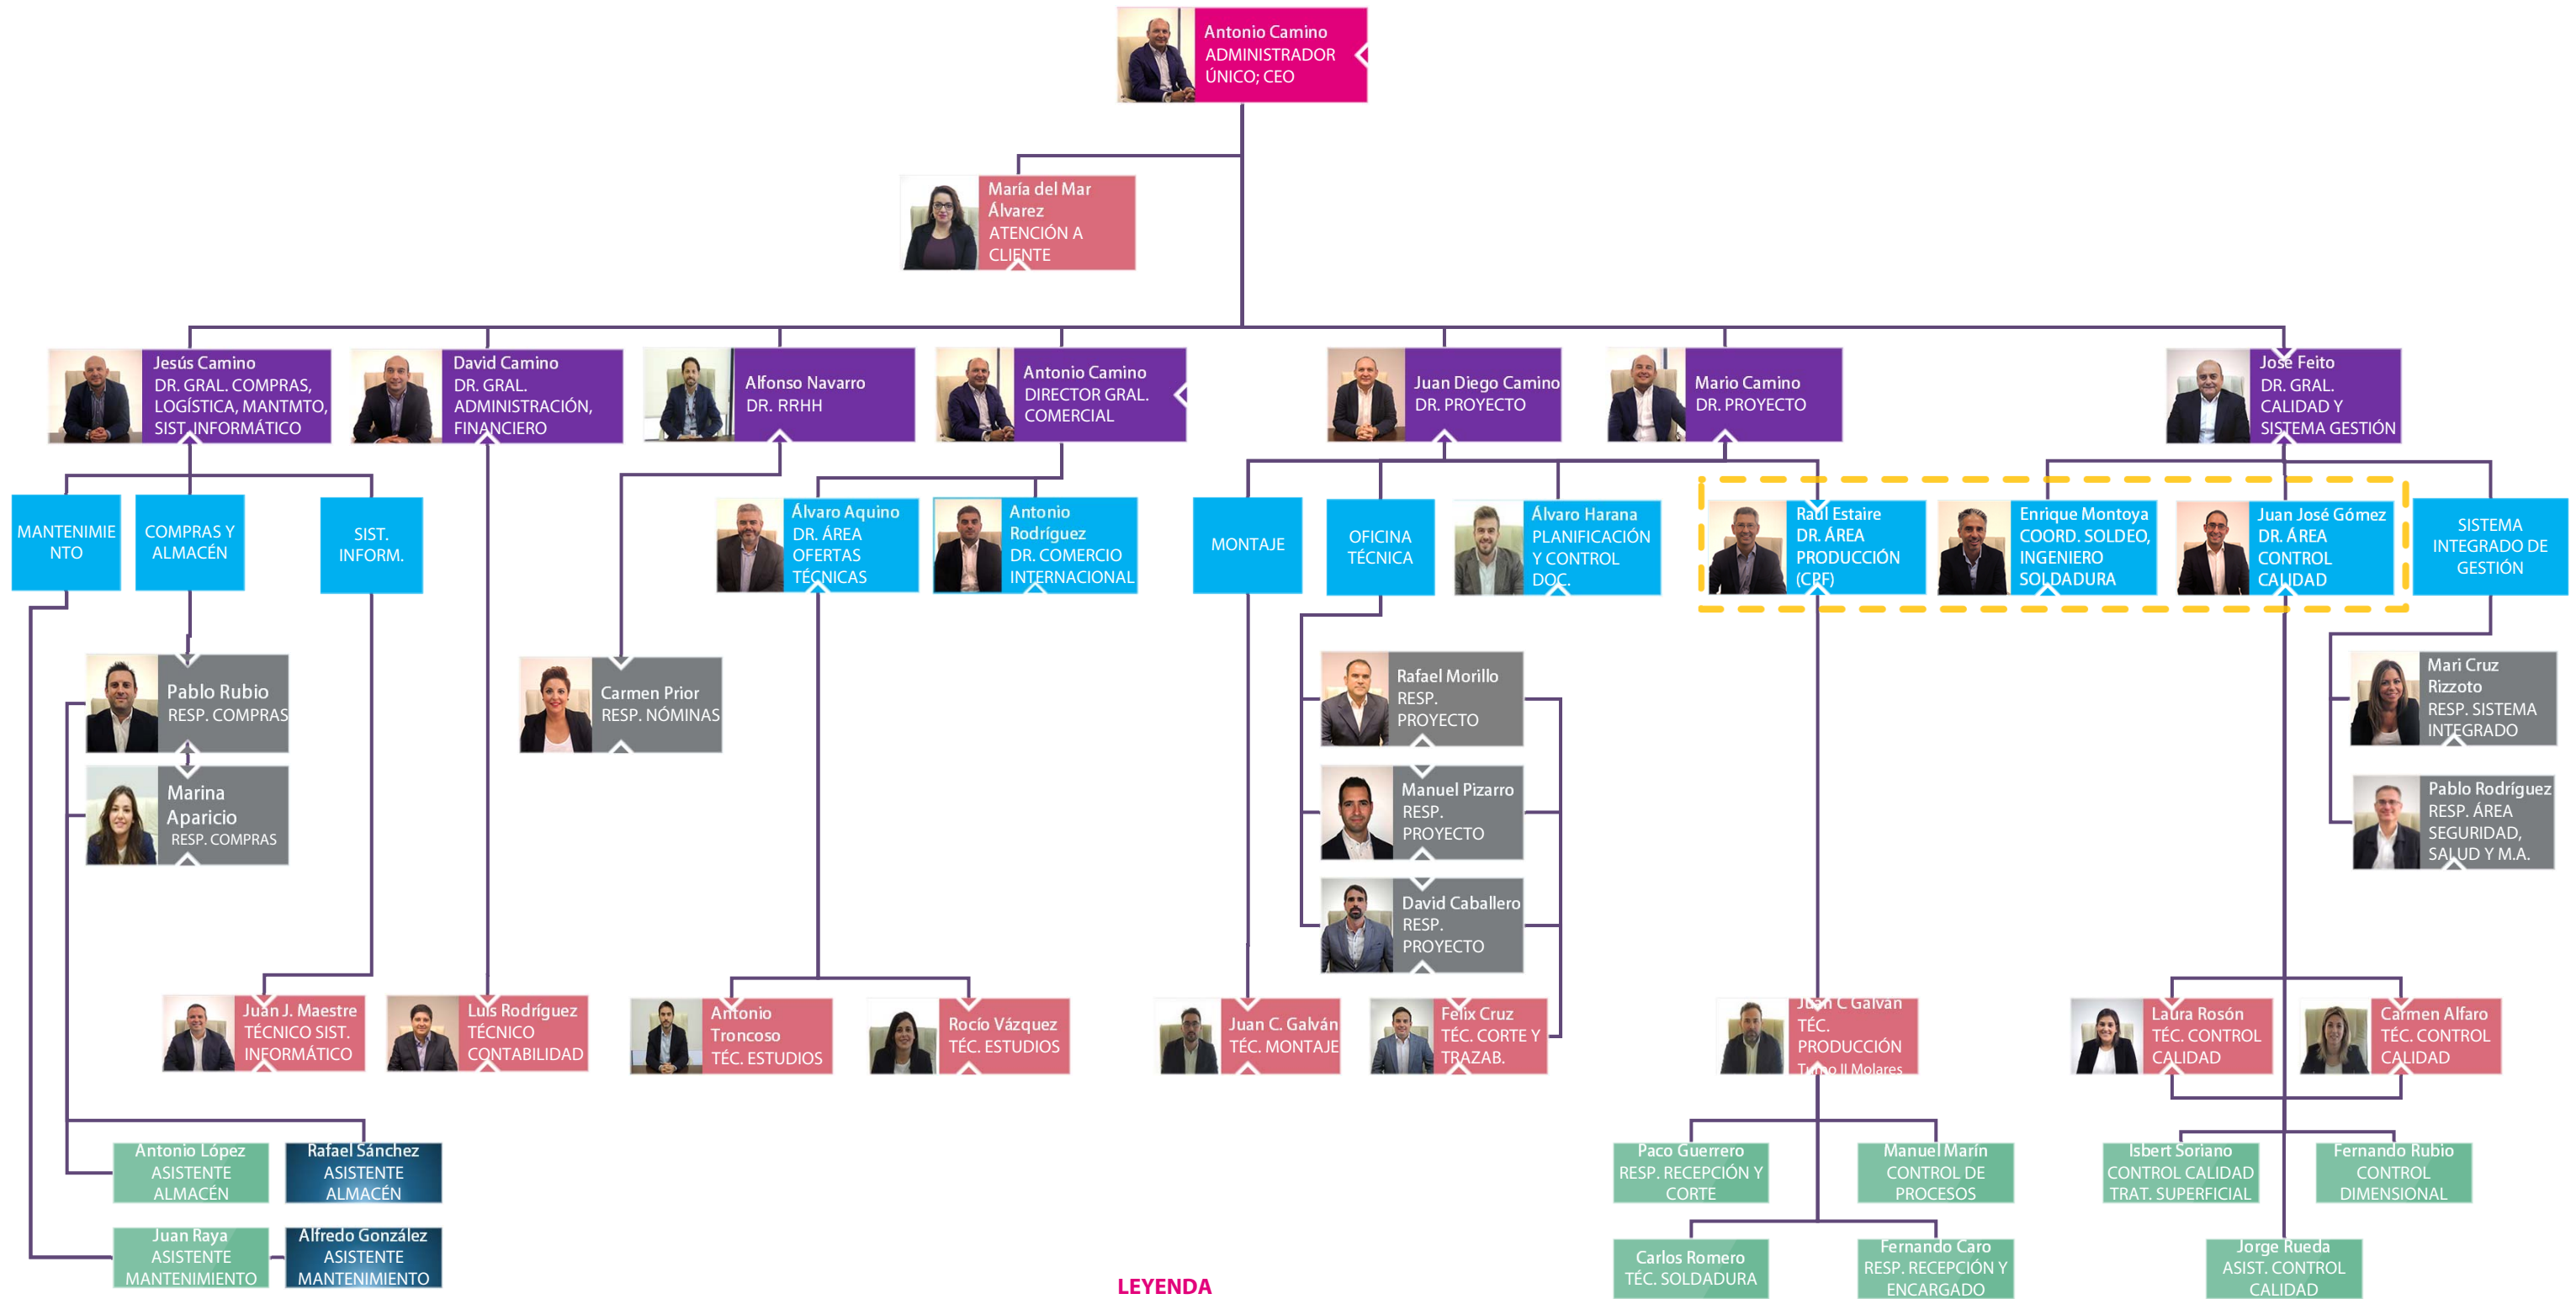 Antonio Camino
ADMINISTRADOR
ÚNICO; CEO
María del Mar
Álvarez
ATENCIÓN A
CLIENTE
Jesús Camino
DR. GRAL. COMPRAS,
LOGÍSTICA, MANTMTO,
SIST. INFORMÁTICO
David Camino
DR. GRAL.
ADMINISTRACIÓN,
FINANCIERO
Alfonso Navarro
DR. RRHH
Antonio Camino
DIRECTOR GRAL.
COMERCIAL
Juan Diego Camino
DR. PROYECTO
Mario Camino
DR. PROYECTO
José Feito
DR. GRAL.
CALIDAD Y
SISTEMA GESTIÓN
MANTENIMIE
NTO
COMPRAS Y
ALMACÉN
SIST.
INFORM.
Álvaro Aquino
DR. ÁREA
OFERTAS
TÉCNICAS
Antonio
Rodríguez
DR. COMERCIO
INTERNACIONAL
MONTAJE
OFICINA
TÉCNICA
Álvaro Harana
PLANIFICACIÓN
Y CONTROL
DOC.
Raúl Estaire
DR. ÁREA
PRODUCCIÓN
(CPF)
Enrique Montoya
COORD. SOLDEO,
INGENIERO
SOLDADURA
Juan José Gómez
DR. ÁREA
CONTROL
CALIDAD
SISTEMA
INTEGRADO DE
GESTIÓN
Pablo Rubio
RESP. COMPRAS
Marina
Aparicio
RESP. COMPRAS
Carmen Prior
RESP. NÓMINAS
Rafael Morillo
RESP.
PROYECTO
Manuel Pizarro
RESP.
PROYECTO
David Caballero
RESP.
PROYECTO
Mari Cruz
Rizzoto
RESP. SISTEMA
INTEGRADO
Pablo Rodríguez
RESP. ÁREA
SEGURIDAD,
SALUD Y M.A.
Juan J. Maestre
TÉCNICO SIST.
INFORMÁTICO
Luis Rodríguez
TÉCNICO
CONTABILIDAD
Antonio
Troncoso
TÉC. ESTUDIOS
Rocío Vázquez
TÉC. ESTUDIOS
Juan C. Galván
TÉC. MONTAJE
Felix Cruz
TÉC. CORTE Y
TRAZAB.
Juan C Galván
TÉC.
PRODUCCIÓN
Turno II Molares
Laura Rosón
TÉC. CONTROL
CALIDAD
Carmen Alfaro
TÉC. CONTROL
CALIDAD
Antonio López
ASISTENTE
ALMACÉN
Rafael Sánchez
ASISTENTE
ALMACÉN
Juan Raya
ASISTENTE
MANTENIMIENTO
Alfredo González
ASISTENTE
MANTENIMIENTO
Paco Guerrero
RESP. RECEPCIÓN Y
CORTE
Manuel Marín
CONTROL DE
PROCESOS
Carlos Romero
TÉC. SOLDADURA
Fernando Caro
RESP. RECEPCIÓN Y
ENCARGADO
Isbert Soriano
CONTROL CALIDAD
TRAT. SUPERFICIAL
Fernando Rubio
CONTROL
DIMENSIONAL
Jorge Rueda
ASIST. CONTROL
CALIDAD
LEYENDA